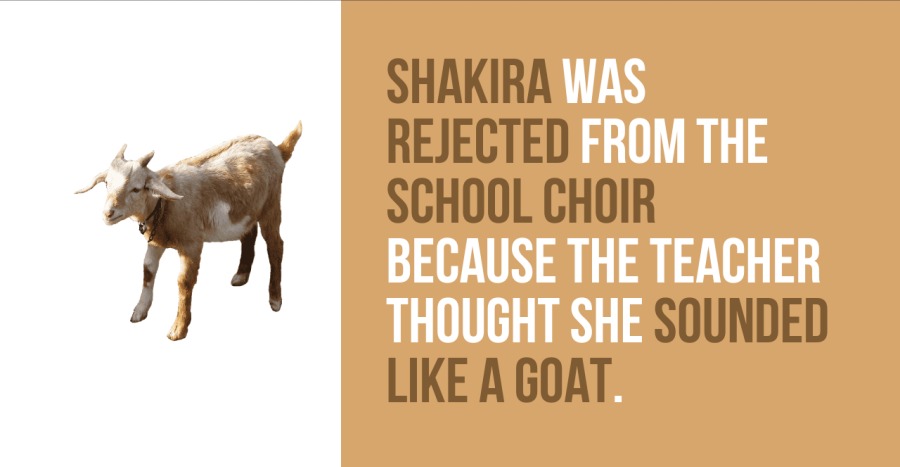 SHAKIRA WAS
REJECTED FROM THE
SCHOOL CHOIR
BECAUSE THE TEACHER
THOUGHT SHE SOUNDED
LIKE A GOAT.